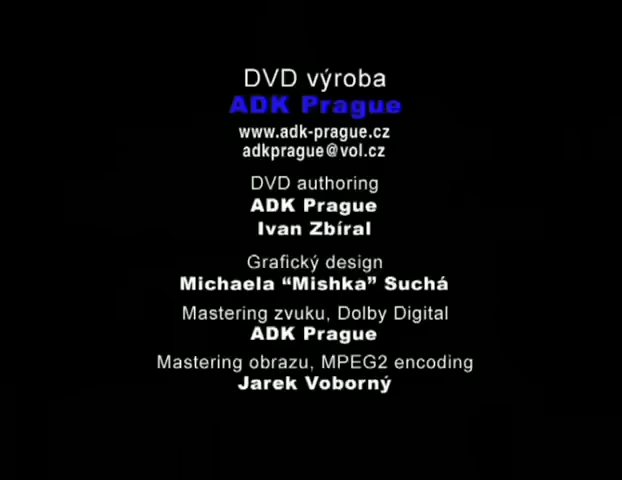 DVD výroba
ADK Prague
www.adk-prague.cz
adkprague@vol.cz
DVD authoring
ADK Prague
Ivan Zbíral
Grafický design
Michaela “Mishka” Suchá
Mastering zvuku, Dolby Digital
ADK Prague
Mastering obrazu, MPEG2 encoding
Jarek Voborný